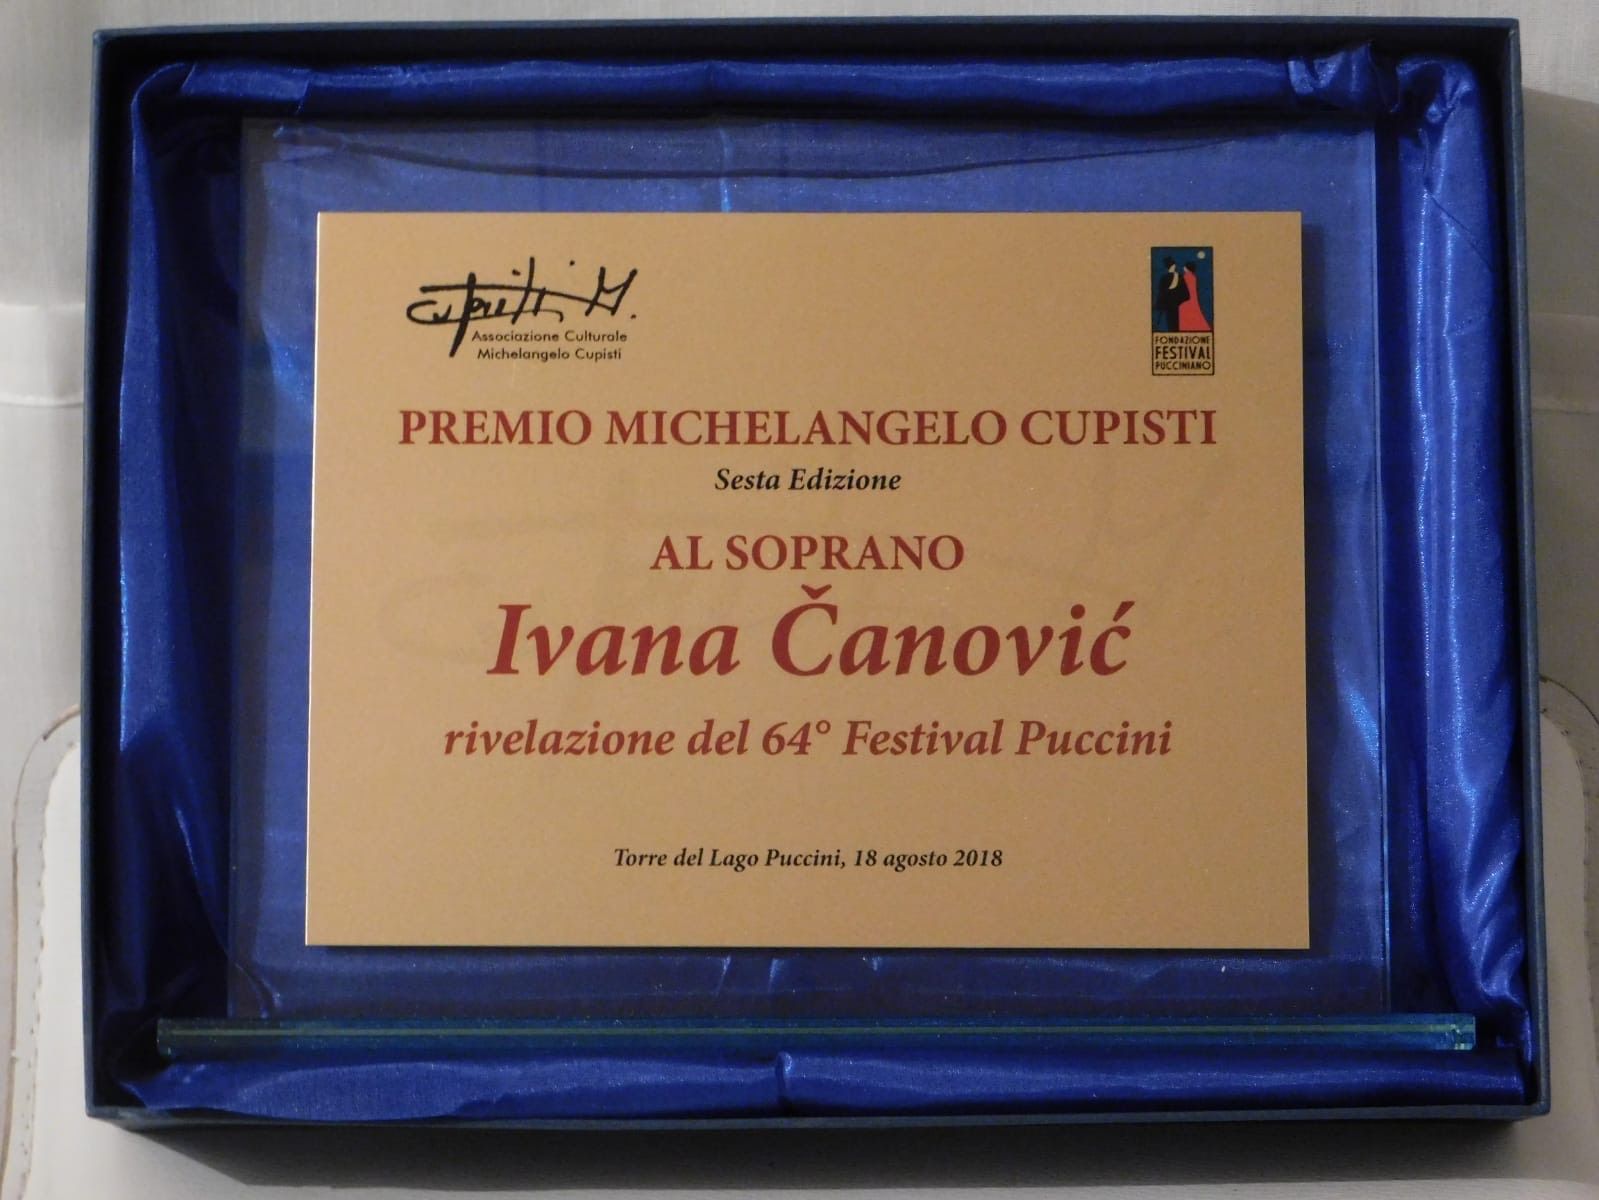 Cupisti M.
Associazione Culturale
Michelangelo Cupisti
FONDAZIONE
FESTIVAL
PUCCINIANO
PREMIO MICHELANGELO CUPISTI
Sesta Edizione
AL SOPRANO
Ivana Čanović
rivelazione del 64° Festival Puccini
Torre del Lago Puccini, 18 agosto 2018